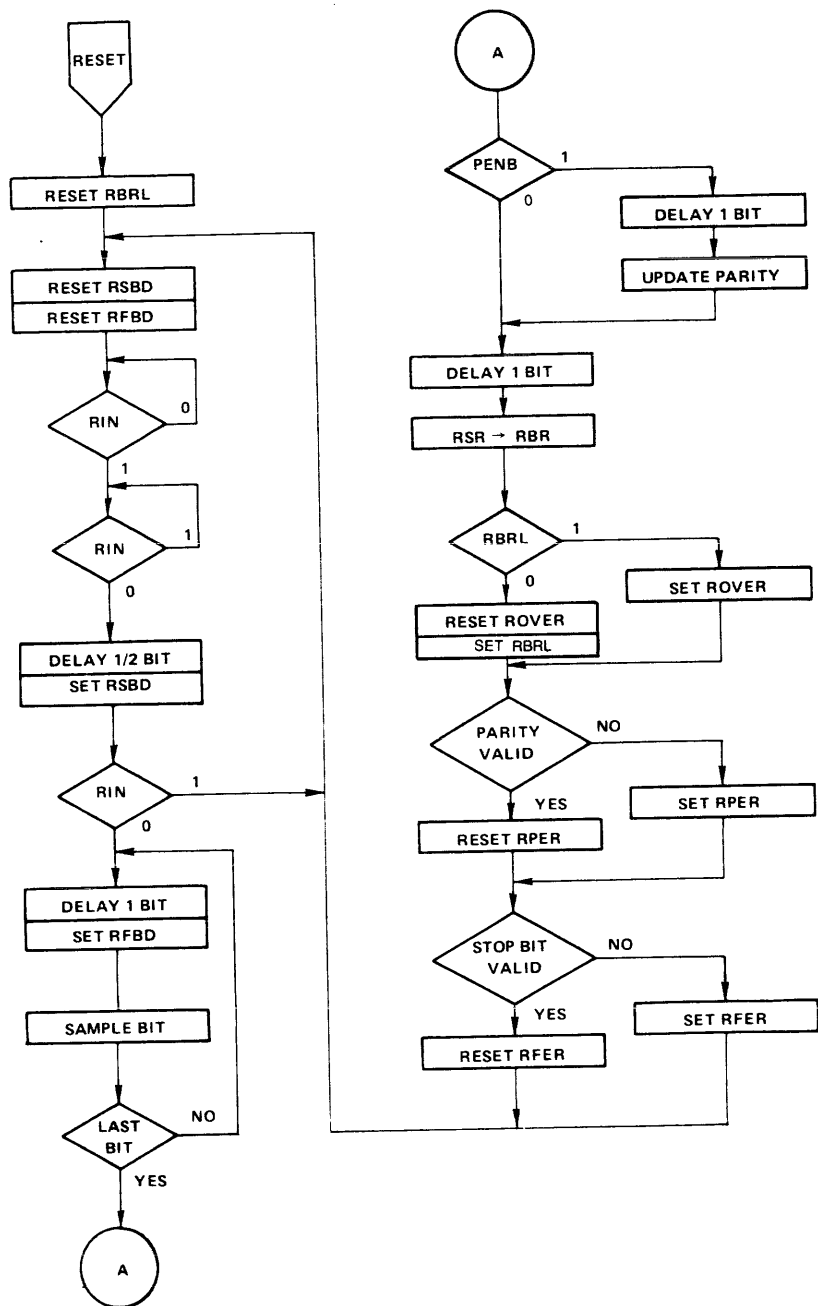 RESET
RESET RBRL
RESET RSBD
RESET RFBD
RIN
0
1
RIN
1
0
DELAY 1/2 BIT
SET RSBD
RIN
1
0
DELAY 1 BIT
SET RFBD
SAMPLE BIT
LAST
BIT
NO
YES
A
A
PENB
1
0
DELAY 1 BIT
UPDATE PARITY
DELAY 1 BIT
RSR → RBR
RBRL
1
0
SET ROVER
RESET ROVER
SET RBRL
PARITY
VALID
NO
YES
SET RPER
RESET RPER
STOP BIT
VALID
NO
YES
SET RFER
RESET RFER